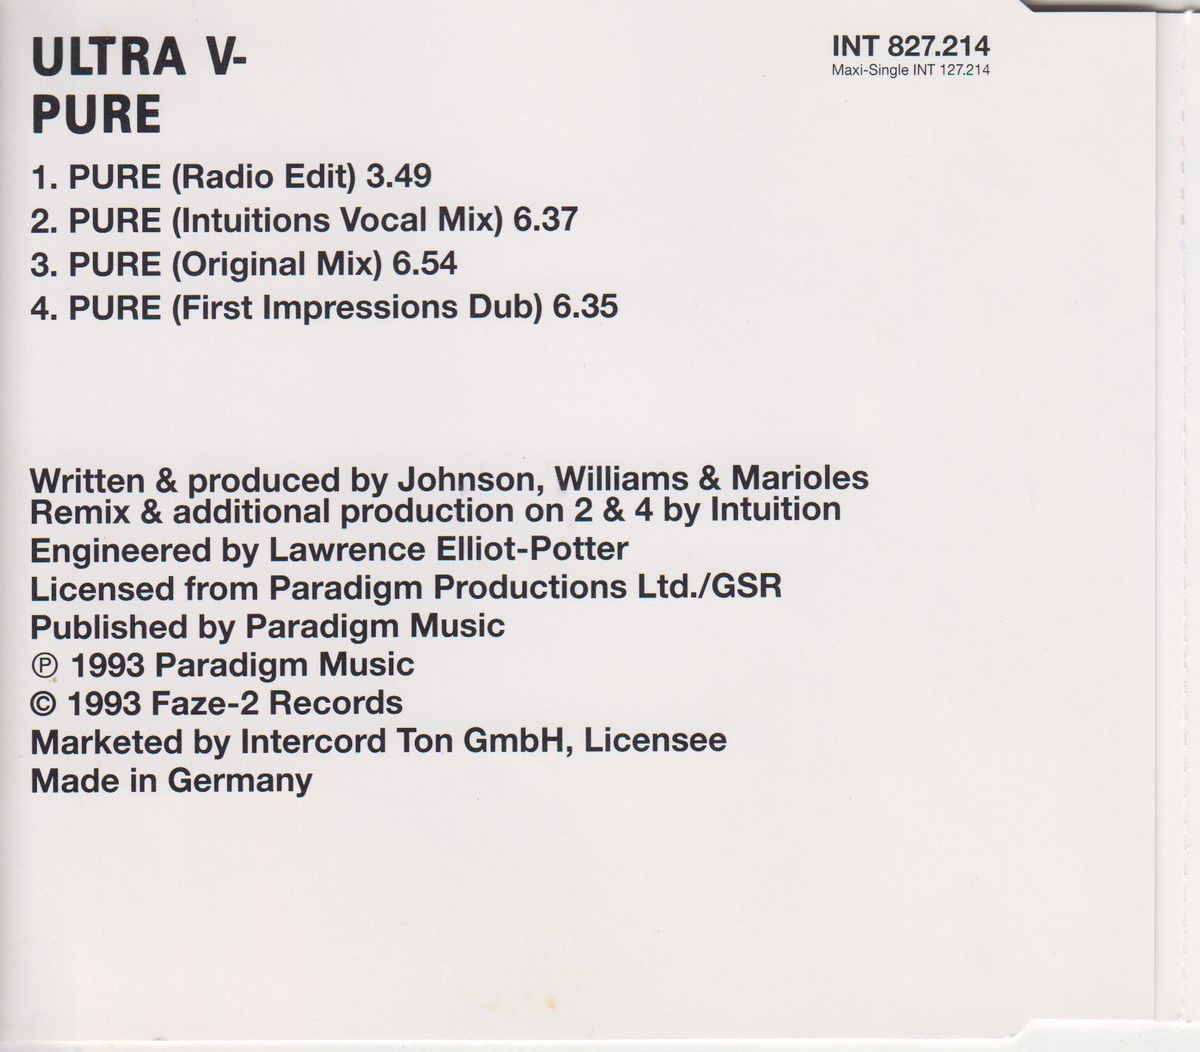 ULTRA V-
PURE
INT 827.214
Maxi-Single INT 127.214
1. PURE (Radio Edit) 3.49
2. PURE (Intuitions Vocal Mix) 6.37
3. PURE (Original Mix) 6.54
4. PURE (First Impressions Dub) 6.35
Written & produced by Johnson, Williams & Marioles
Remix & additional production on 2 & 4 by Intuition
Engineered by Lawrence Elliot-Potter
Licensed from Paradigm Productions Ltd./GSR
Published by Paradigm Music
℗ 1993 Paradigm Music
© 1993 Faze-2 Records
Marketed by Intercord Ton GmbH, Licensee
Made in Germany